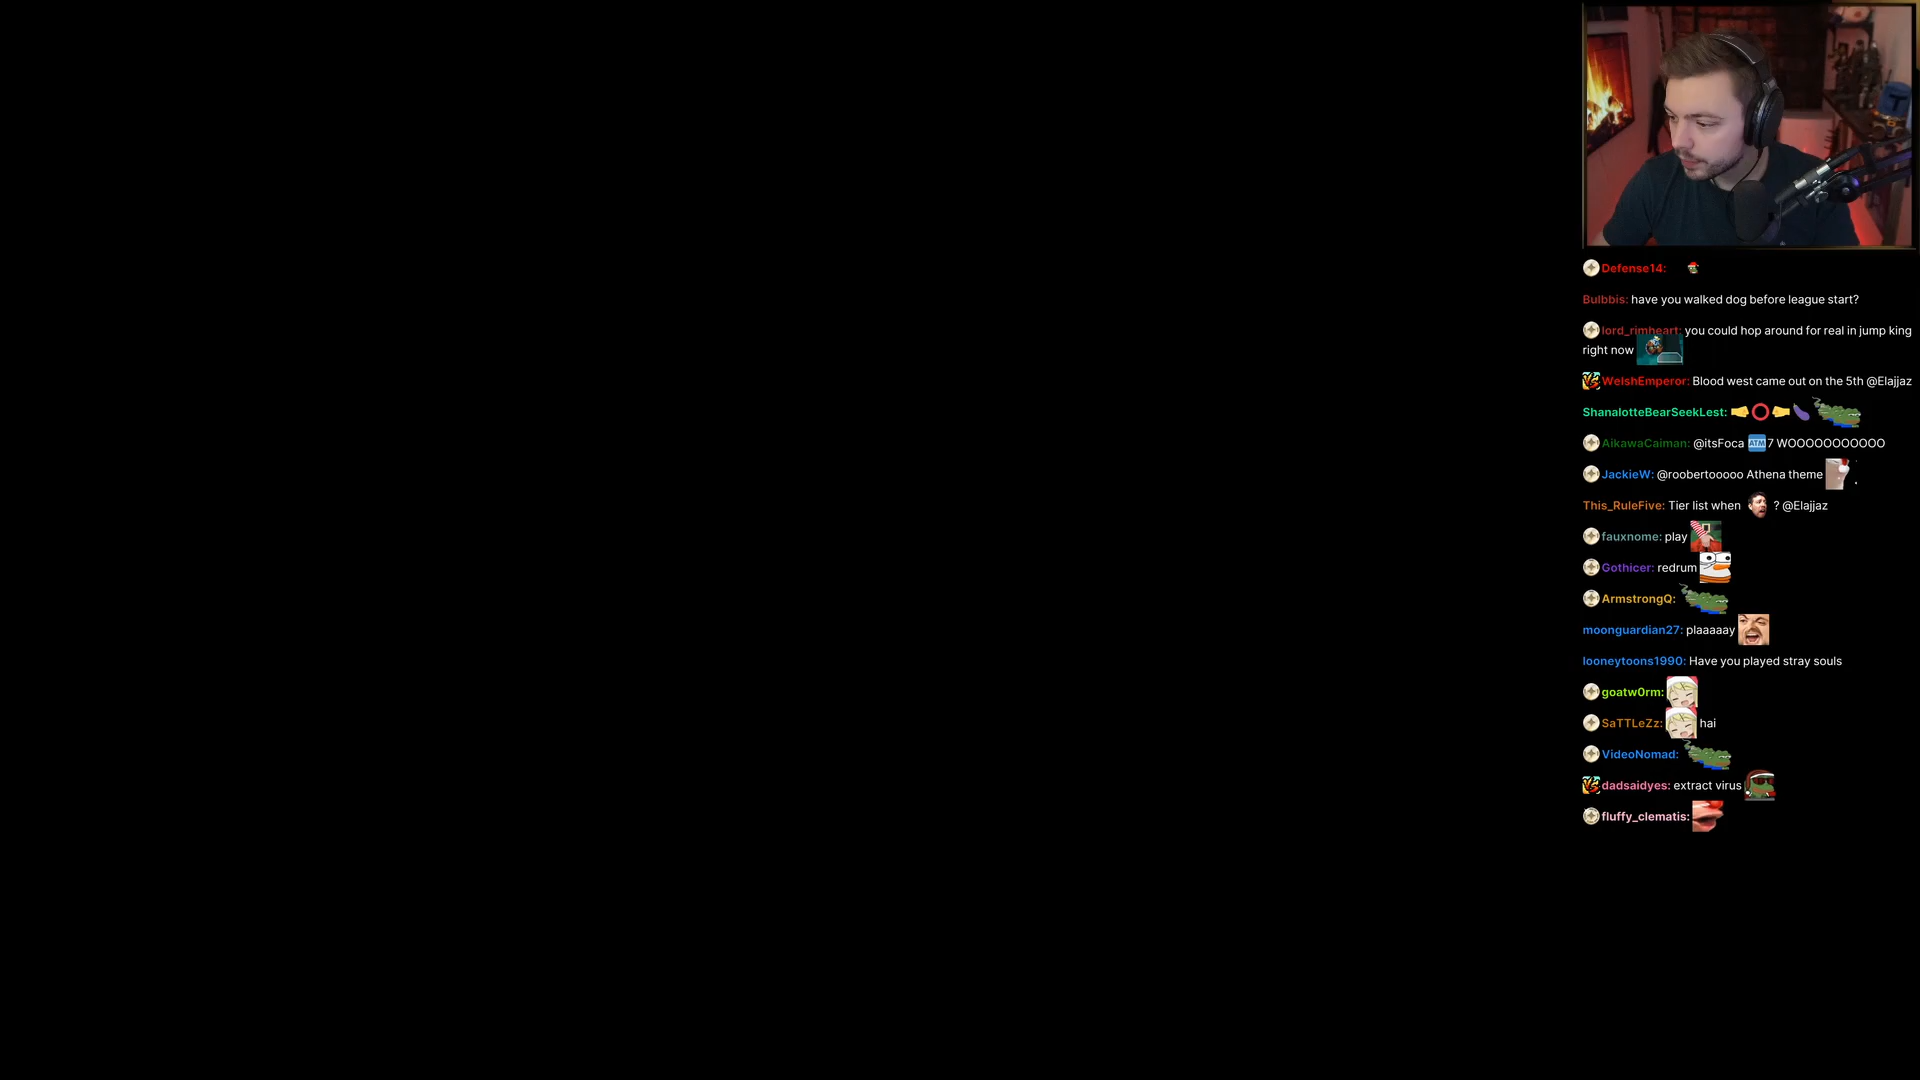 Defense14:
Bulbbis: have you walked dog before league start?
lord_rimheart: you could hop around for real in jump king
right now
WelshEmperor: Blood west came out on the 5th @Elajjaz
ShanalotteBearSeekLest:
AikawaCaiman: @itsFoca ATM 7 WOOOOOOOOOOO
JackieW: @roobertooooo Athena theme
This_RuleFive: Tier list when ? @Elajjaz
fauxnome: play
Gothicer: redrum
ArmstrongQ:
moonguardian27: plaaaaay
looneytoons1990: Have you played stray souls
goatw0rm:
SaTTLeZz: hai
VideoNomad:
dadsaidyes: extract virus
fluffy_clematis: